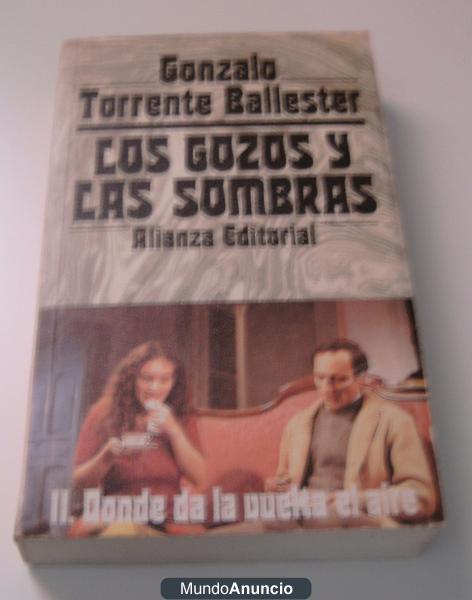 Gonzalo
Torrente Ballester
LOS GOZOS Y
LAS SOMBRAS
Alianza Editorial
II. Donde da la vuelta el aire
MundoAnuncio